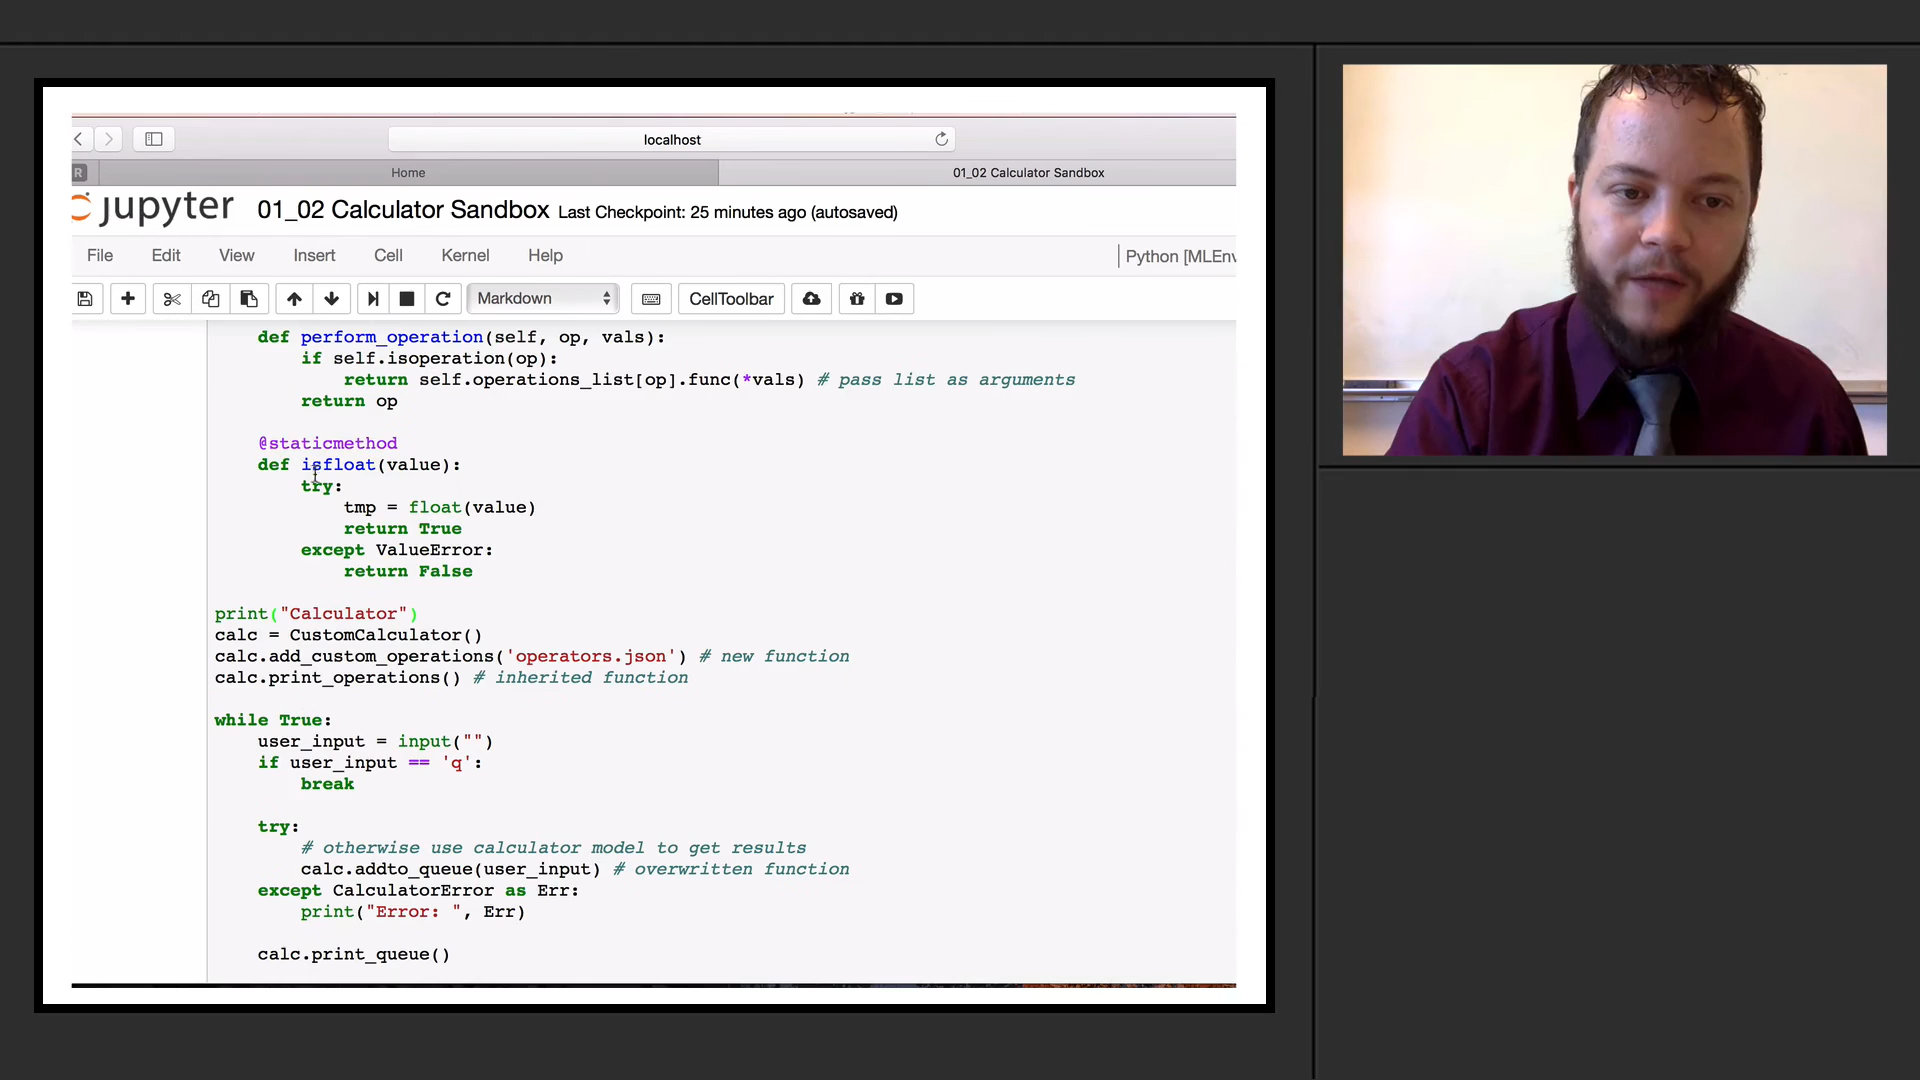 localhost
R
Home
01_02 Calculator Sandbox
jupyter 01_02 Calculator Sandbox Last Checkpoint: 25 minutes ago (autosaved)
File Edit View Insert Cell Kernel Help Python [MLEnv
Markdown CellToolbar
def perform_operation(self, op, vals):
if self.isoperation(op):
return self.operations_list[op].func(*vals) # pass list as arguments
return op
@staticmethod
def isfloat(value):
try:
tmp = float(value)
return True
except ValueError:
return False
print("Calculator")
calc = CustomCalculator()
calc.add_custom_operations('operators.json') # new function
calc.print_operations() # inherited function
while True:
user_input = input("")
if user_input == 'q':
break
try:
# otherwise use calculator model to get results
calc.addto_queue(user_input) # overwritten function
except CalculatorError as Err:
print("Error: ", Err)
calc.print_queue()